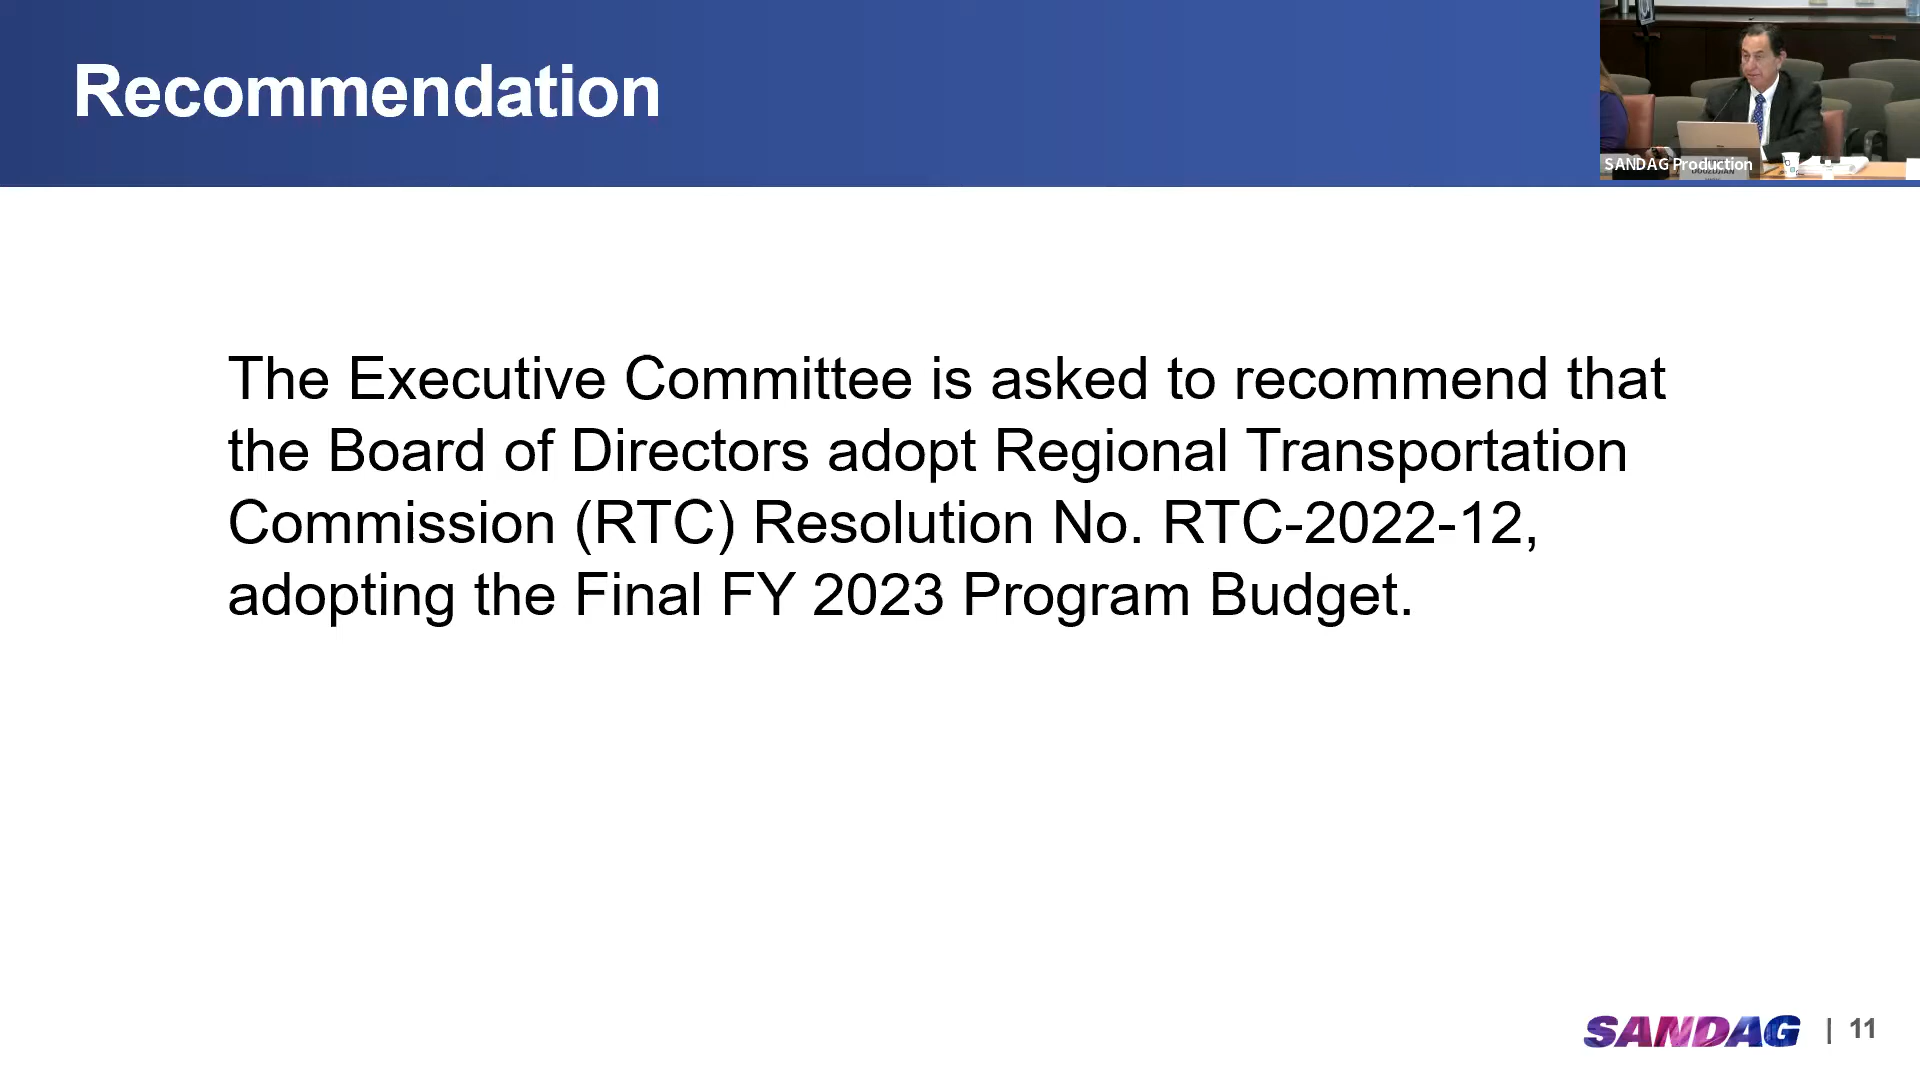 Recommendation
SANDAG Production
The Executive Committee is asked to recommend that
the Board of Directors adopt Regional Transportation
Commission (RTC) Resolution No. RTC-2022-12,
adopting the Final FY 2023 Program Budget.
SANDAG | 11